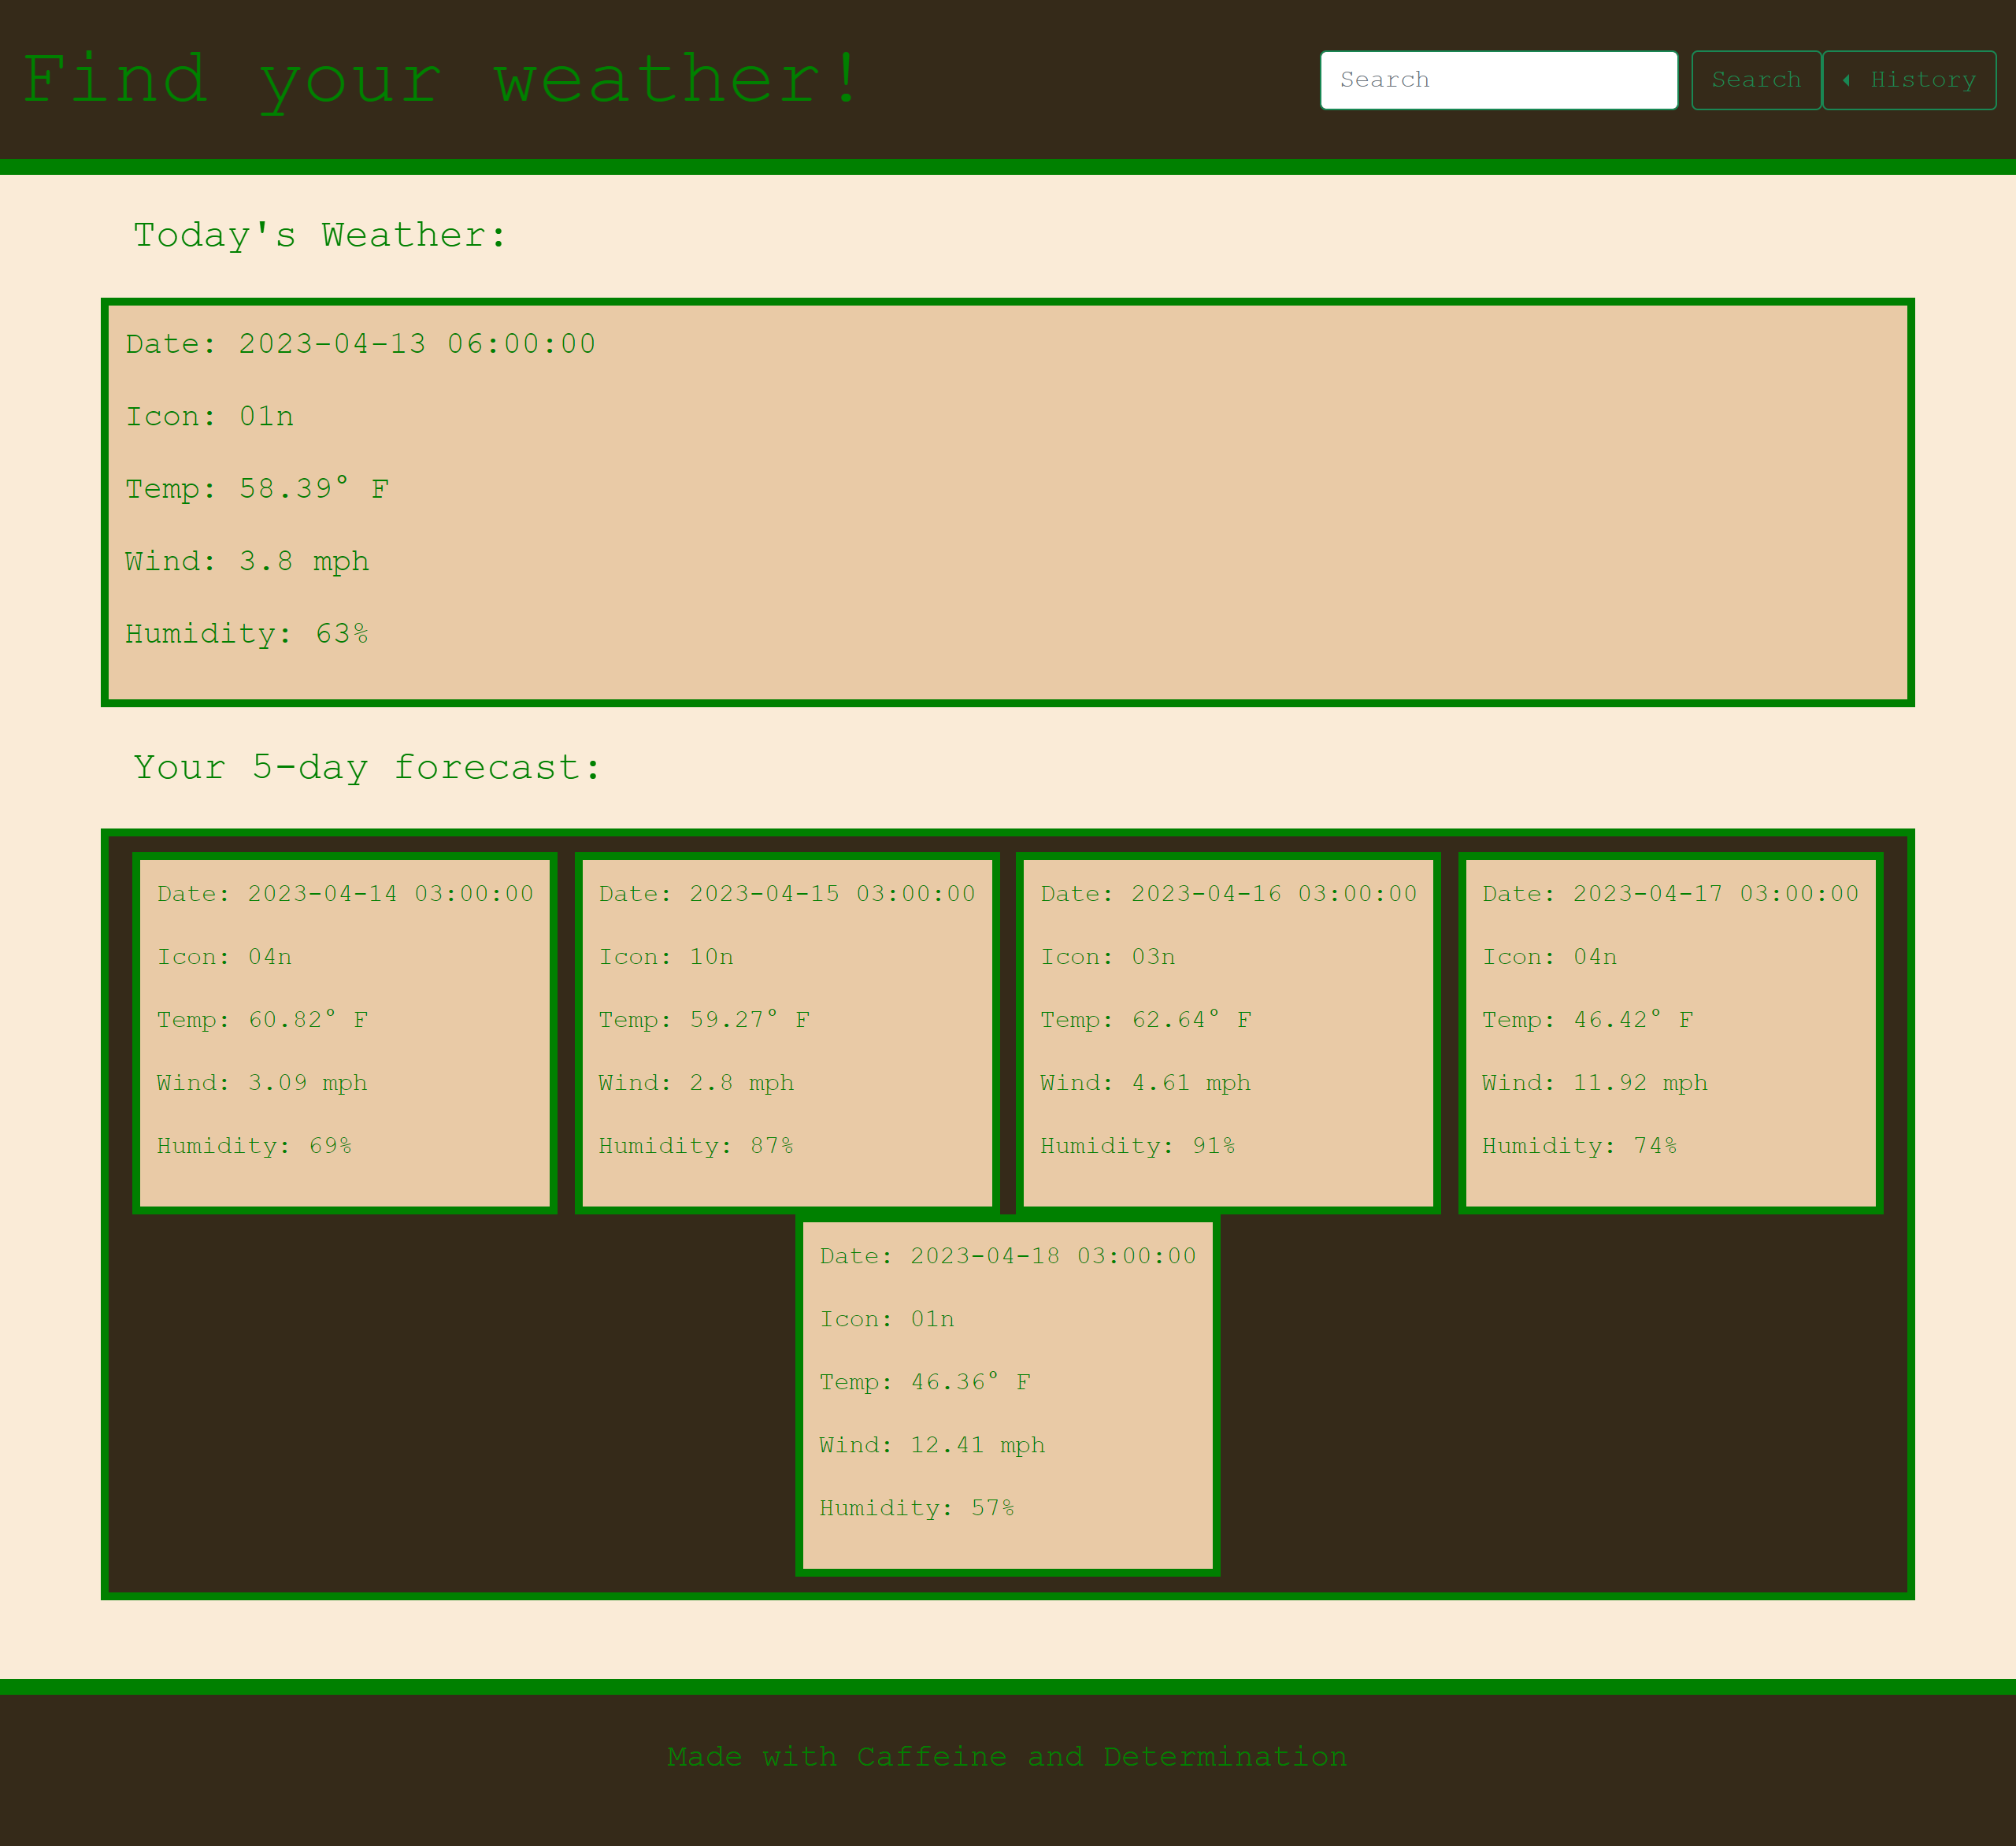 Find your weather!
Search
Search
History
Today's Weather:
Date: 2023-04-13 06:00:00
Icon: 01n
Temp: 58.39° F
Wind: 3.8 mph
Humidity: 63%
Your 5-day forecast:
Date: 2023-04-14 03:00:00
Icon: 04n
Temp: 60.82° F
Wind: 3.09 mph
Humidity: 69%
Date: 2023-04-15 03:00:00
Icon: 10n
Temp: 59.27° F
Wind: 2.8 mph
Humidity: 87%
Date: 2023-04-16 03:00:00
Icon: 03n
Temp: 62.64° F
Wind: 4.61 mph
Humidity: 91%
Date: 2023-04-17 03:00:00
Icon: 04n
Temp: 46.42° F
Wind: 11.92 mph
Humidity: 74%
Date: 2023-04-18 03:00:00
Icon: 01n
Temp: 46.36° F
Wind: 12.41 mph
Humidity: 57%
Made with Caffeine and Determination